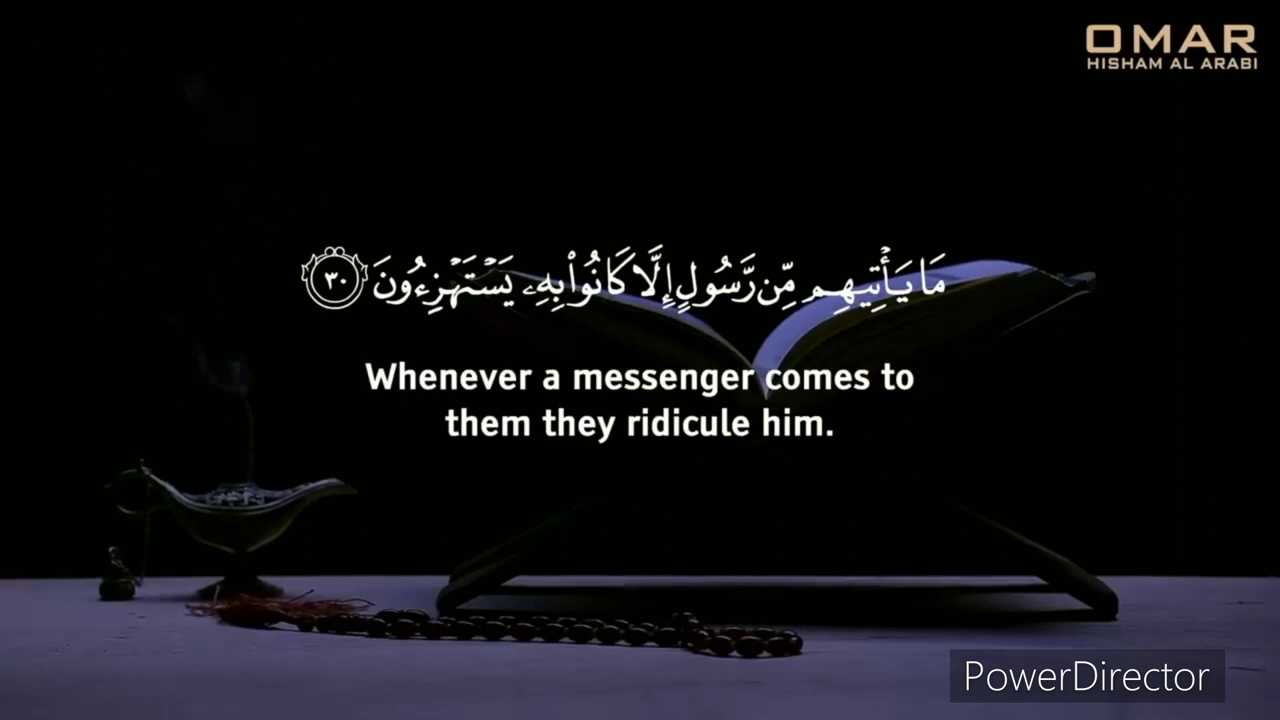 OMAR
HISHAM AL ARABI
مَا يَأْتِيهِم مِّن رَّسُولٍ إِلَّا كَانُوا۟ بِهِۦ يَسْتَهْزِءُونَ ٣٠
Whenever a messenger comes to
them they ridicule him.
PowerDirector